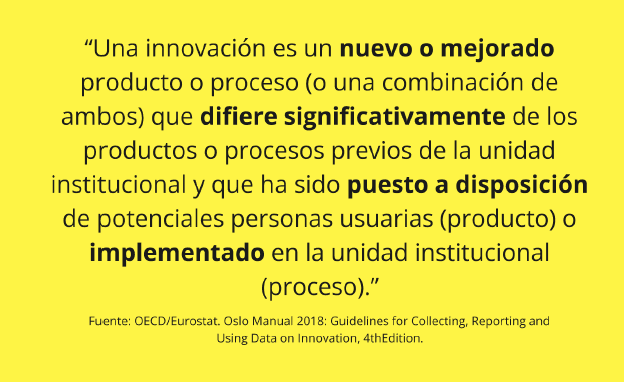 “Una innovación es un nuevo o mejorado
producto o proceso (o una combinación de
ambos) que difiere significativamente de los
productos o procesos previos de la unidad
institucional y que ha sido puesto a disposición
de potenciales personas usuarias (producto) o
implementado en la unidad institucional
(proceso).”
Fuente: OECD/Eurostat. Oslo Manual 2018: Guidelines for Collecting, Reporting and
Using Data on Innovation, 4thEdition.